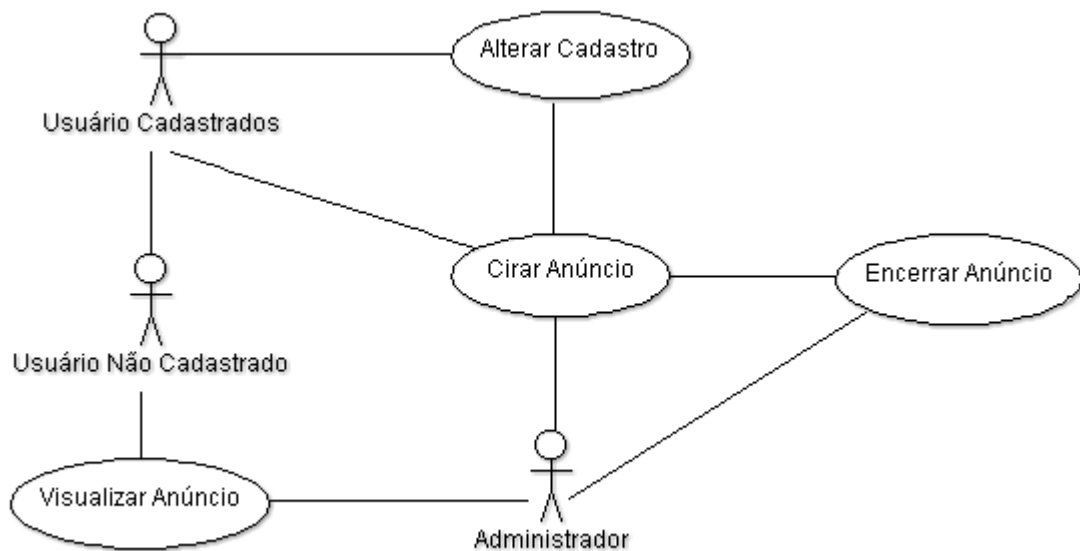 Alterar Cadastro
Usuário Cadastrados
Cirar Anúncio
Encerrar Anúncio
Usuário Não Cadastrado
Visualizar Anúncio
Administrador